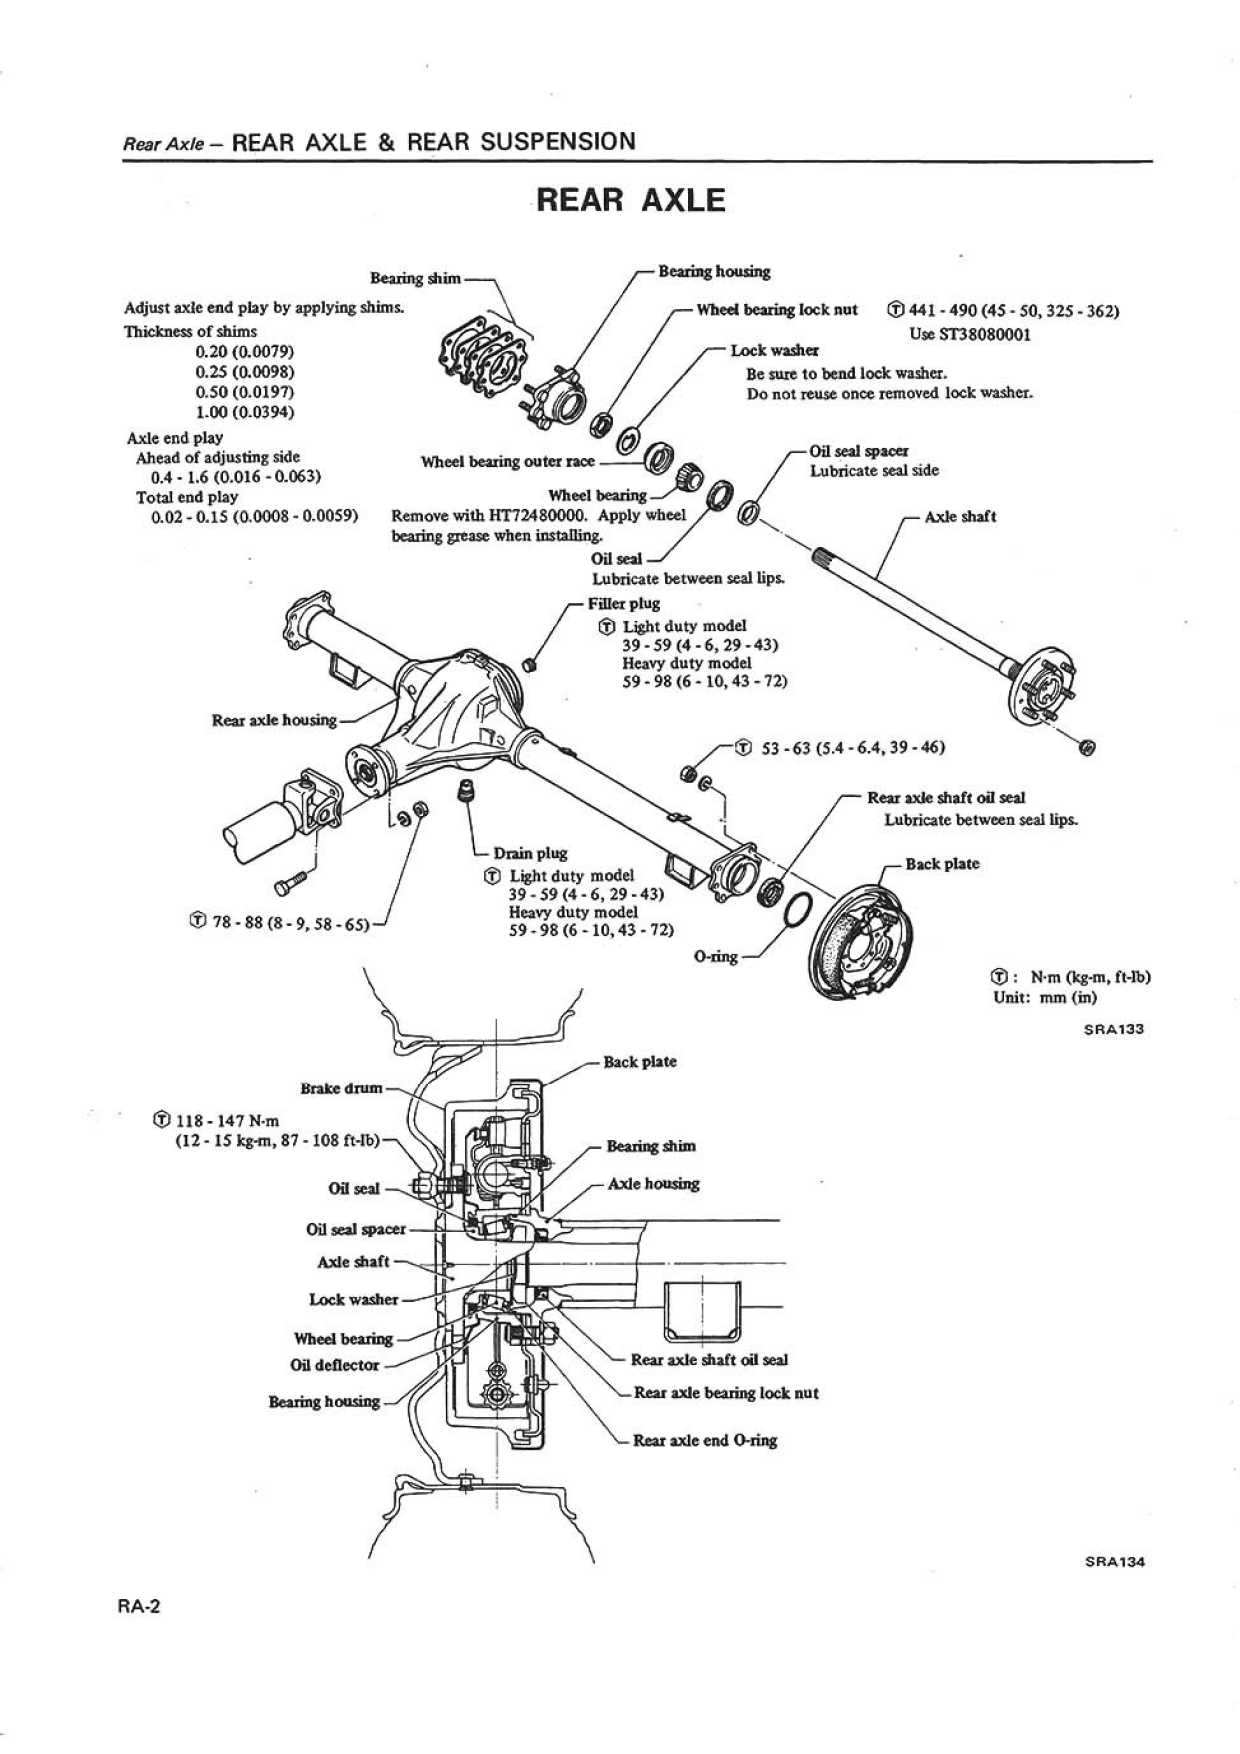 Rear Axle – REAR AXLE & REAR SUSPENSION
REAR AXLE
Bearing shim
Bearing housing
Adjust axle end play by applying shims.
Thickness of shims
0.20 (0.0079)
0.25 (0.0098)
0.50 (0.0197)
1.00 (0.0394)
Axle end play
Ahead of adjusting side
0.4 - 1.6 (0.016 - 0.063)
Total end play
0.02 - 0.15 (0.0008 - 0.0059)
Wheel bearing lock nut
Ⓣ 441 - 490 (45 - 50, 325 - 362)
Use ST38080001
Lock washer
Be sure to bend lock washer.
Do not reuse once removed lock washer.
Wheel bearing outer race
Oil seal spacer
Lubricate seal side
Wheel bearing
Remove with HT72480000. Apply wheel
bearing grease when installing.
Axle shaft
Oil seal
Lubricate between seal lips.
Filler plug
Ⓣ Light duty model
39 - 59 (4 - 6, 29 - 43)
Heavy duty model
59 - 98 (6 - 10, 43 - 72)
Rear axle housing
Ⓣ 53 - 63 (5.4 - 6.4, 39 - 46)
Rear axle shaft oil seal
Lubricate between seal lips.
Drain plug
Ⓣ Light duty model
39 - 59 (4 - 6, 29 - 43)
Heavy duty model
59 - 98 (6 - 10, 43 - 72)
Back plate
Ⓣ 78 - 88 (8 - 9, 58 - 65)
O-ring
Ⓣ : N·m (kg-m, ft-lb)
Unit: mm (in)
SRA133
Back plate
Brake drum
Ⓣ 118 - 147 N·m
(12 - 15 kg-m, 87 - 108 ft-lb)
Bearing shim
Oil seal
Axle housing
Oil seal spacer
Axle shaft
Lock washer
Wheel bearing
Oil deflector
Rear axle shaft oil seal
Bearing housing
Rear axle bearing lock nut
Rear axle end O-ring
SRA134
RA-2